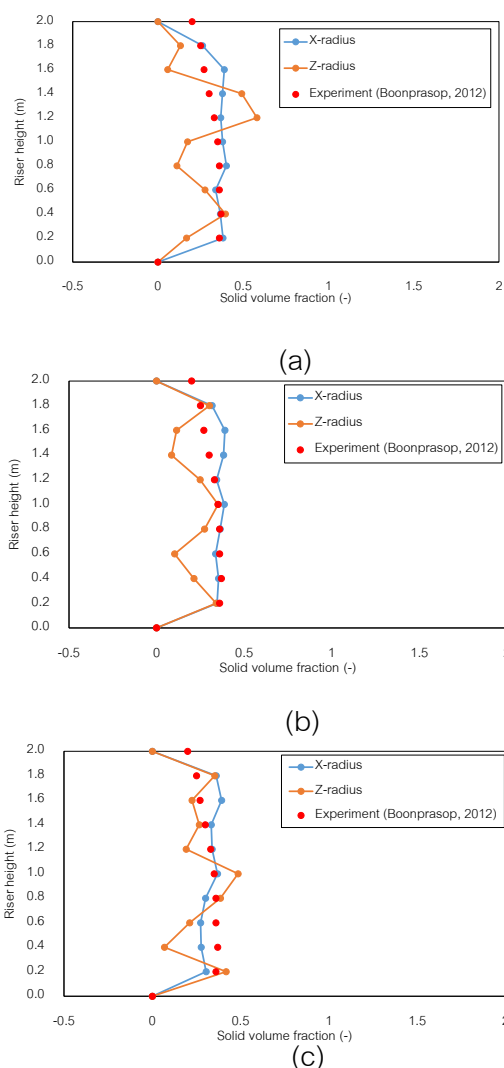 2.0
1.8
1.6
1.4
1.2
1.0
0.8
0.6
0.4
0.2
0.0
Riser height (m)
X-radius
Z-radius
Experiment (Boonprasop, 2012)
-0.5 0 0.5 1 1.5 2
Solid volume fraction (-)
(a)
2.0
1.8
1.6
1.4
1.2
1.0
0.8
0.6
0.4
0.2
0.0
Riser height (m)
X-radius
Z-radius
Experiment (Boonprasop, 2012)
-0.5 0 0.5 1 1.5 2
Solid volume fraction (-)
(b)
2.0
1.8
1.6
1.4
1.2
1.0
0.8
0.6
0.4
0.2
0.0
Riser height (m)
X-radius
Z-radius
Experiment (Boonprasop, 2012)
-0.5 0 0.5 1 1.5 2
Solid volume fraction (-)
(c)